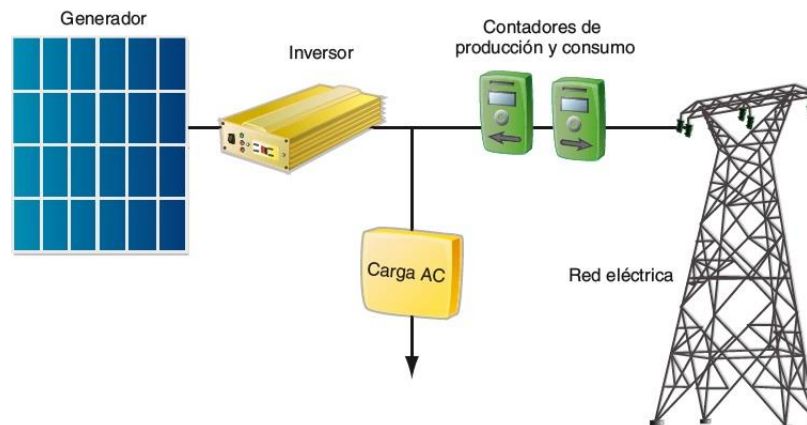 Generador
Inversor
Contadores de
producción y consumo
Carga AC
Red eléctrica